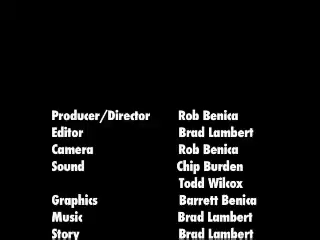 Producer/Director Rob Benica
Editor Brad Lambert
Camera Rob Benica
Sound Chip Burden
Todd Wilcox
Graphics Barrett Benica
Music Brad Lambert
Story Brad Lambert